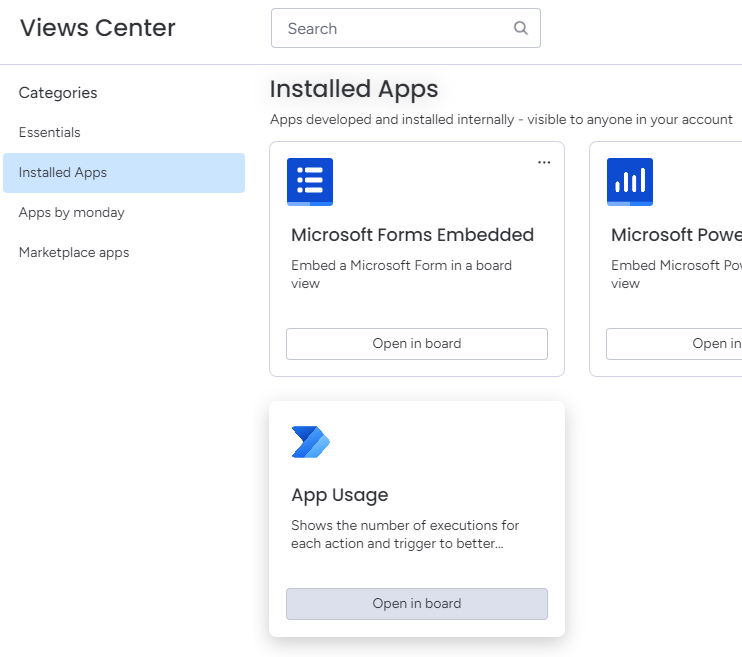 Views Center
Search
Categories
Essentials
Installed Apps
Apps by monday
Marketplace apps
Installed Apps
Apps developed and installed internally - visible to anyone in your account
Microsoft Forms Embedded
Embed a Microsoft Form in a board
view
Open in board
Microsoft
Embed Microsoft
view
Open in
App Usage
Shows the number of executions for
each action and trigger to better...
Open in board